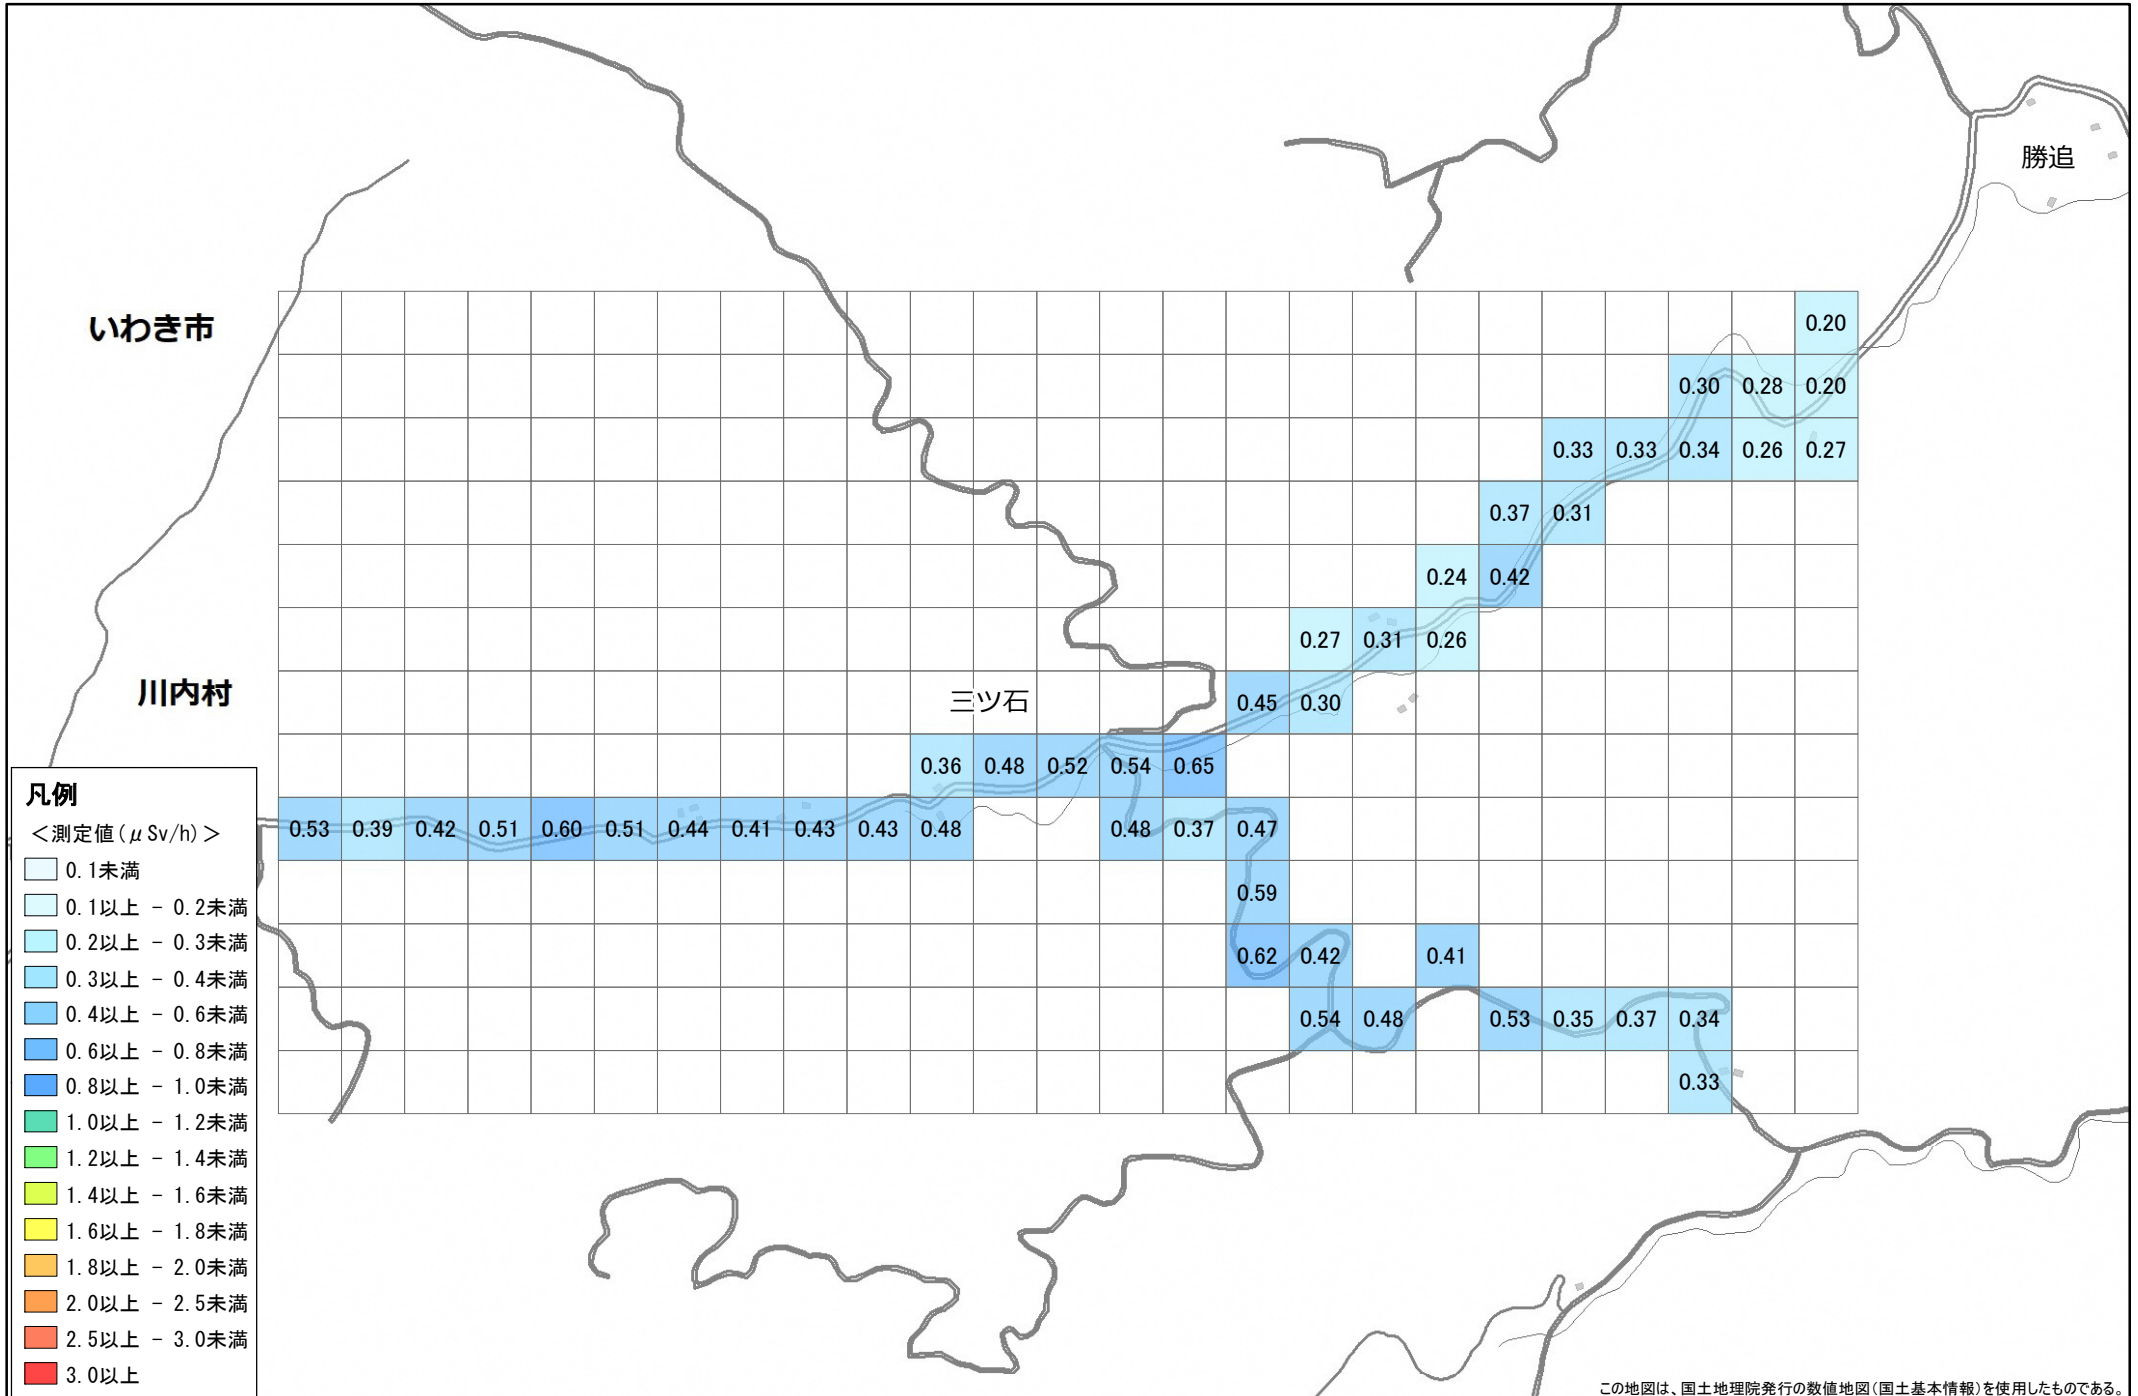 勝追
いわき市
0.20
0.30 0.28 0.20
0.33 0.33 0.34 0.26 0.27
0.37 0.31
0.24 0.42
0.27 0.31 0.26
川内村
三ツ石
0.45 0.30
0.36 0.48 0.52 0.54 0.65
0.53 0.39 0.42 0.51 0.60 0.51 0.44 0.41 0.43 0.43 0.48 0.48 0.37 0.47
0.59
0.62 0.42 0.41
0.54 0.48 0.53 0.35 0.37 0.34
0.33
凡例
＜測定値(μSv/h)＞
0.1未満
0.1以上 - 0.2未満
0.2以上 - 0.3未満
0.3以上 - 0.4未満
0.4以上 - 0.6未満
0.6以上 - 0.8未満
0.8以上 - 1.0未満
1.0以上 - 1.2未満
1.2以上 - 1.4未満
1.4以上 - 1.6未満
1.6以上 - 1.8未満
1.8以上 - 2.0未満
2.0以上 - 2.5未満
2.5以上 - 3.0未満
3.0以上
この地図は、国土地理院発行の数値地図(国土基本情報)を使用したものである。